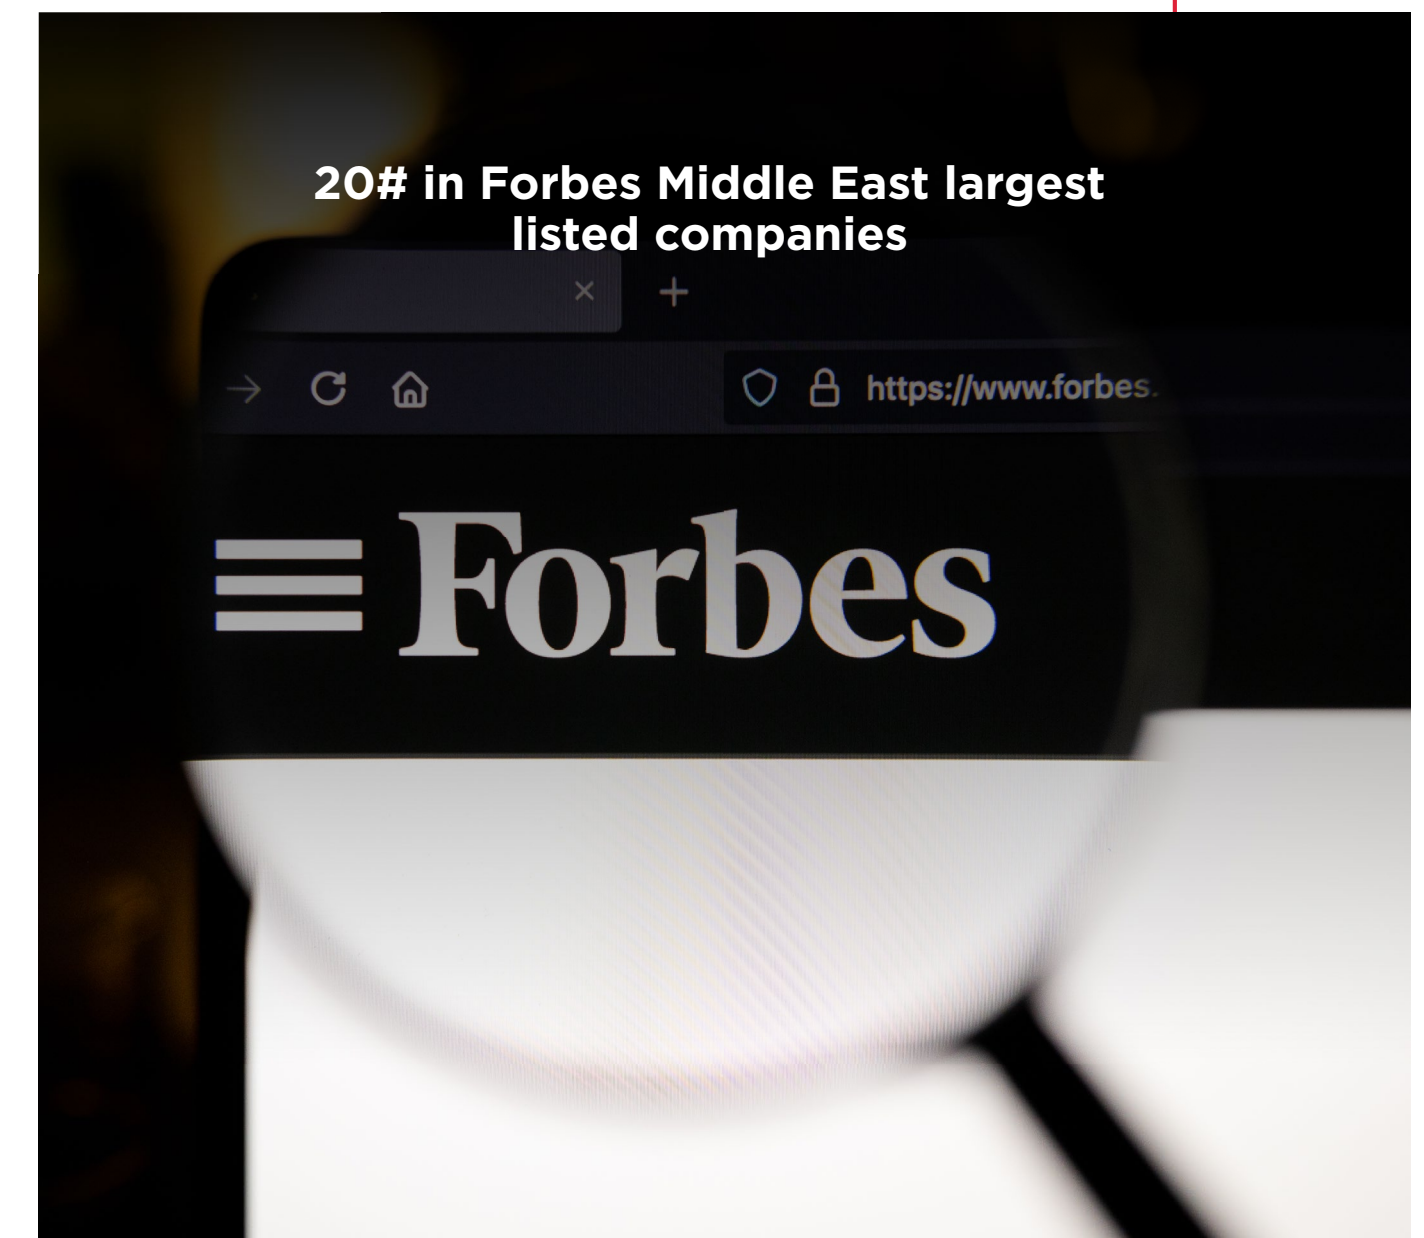 20# in Forbes Middle East largest
listed companies
https://www.forbes.
Forbes